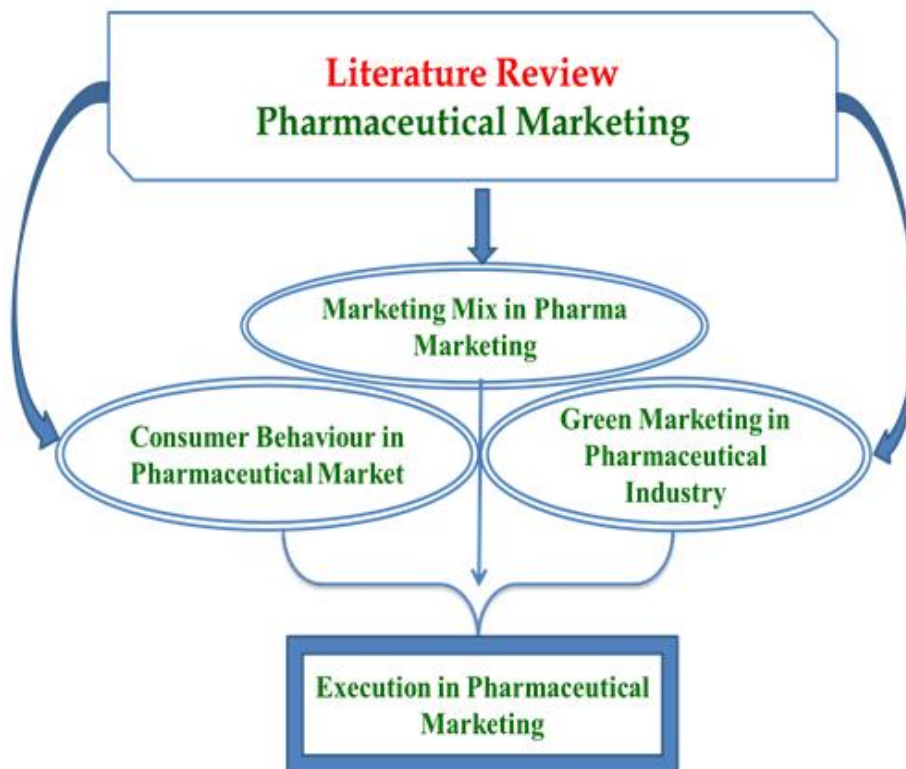 Literature Review
Pharmaceutical Marketing
Marketing Mix in Pharma
Marketing
Consumer Behaviour in
Pharmaceutical Market
Green Marketing in
Pharmaceutical
Industry
Execution in Pharmaceutical
Marketing